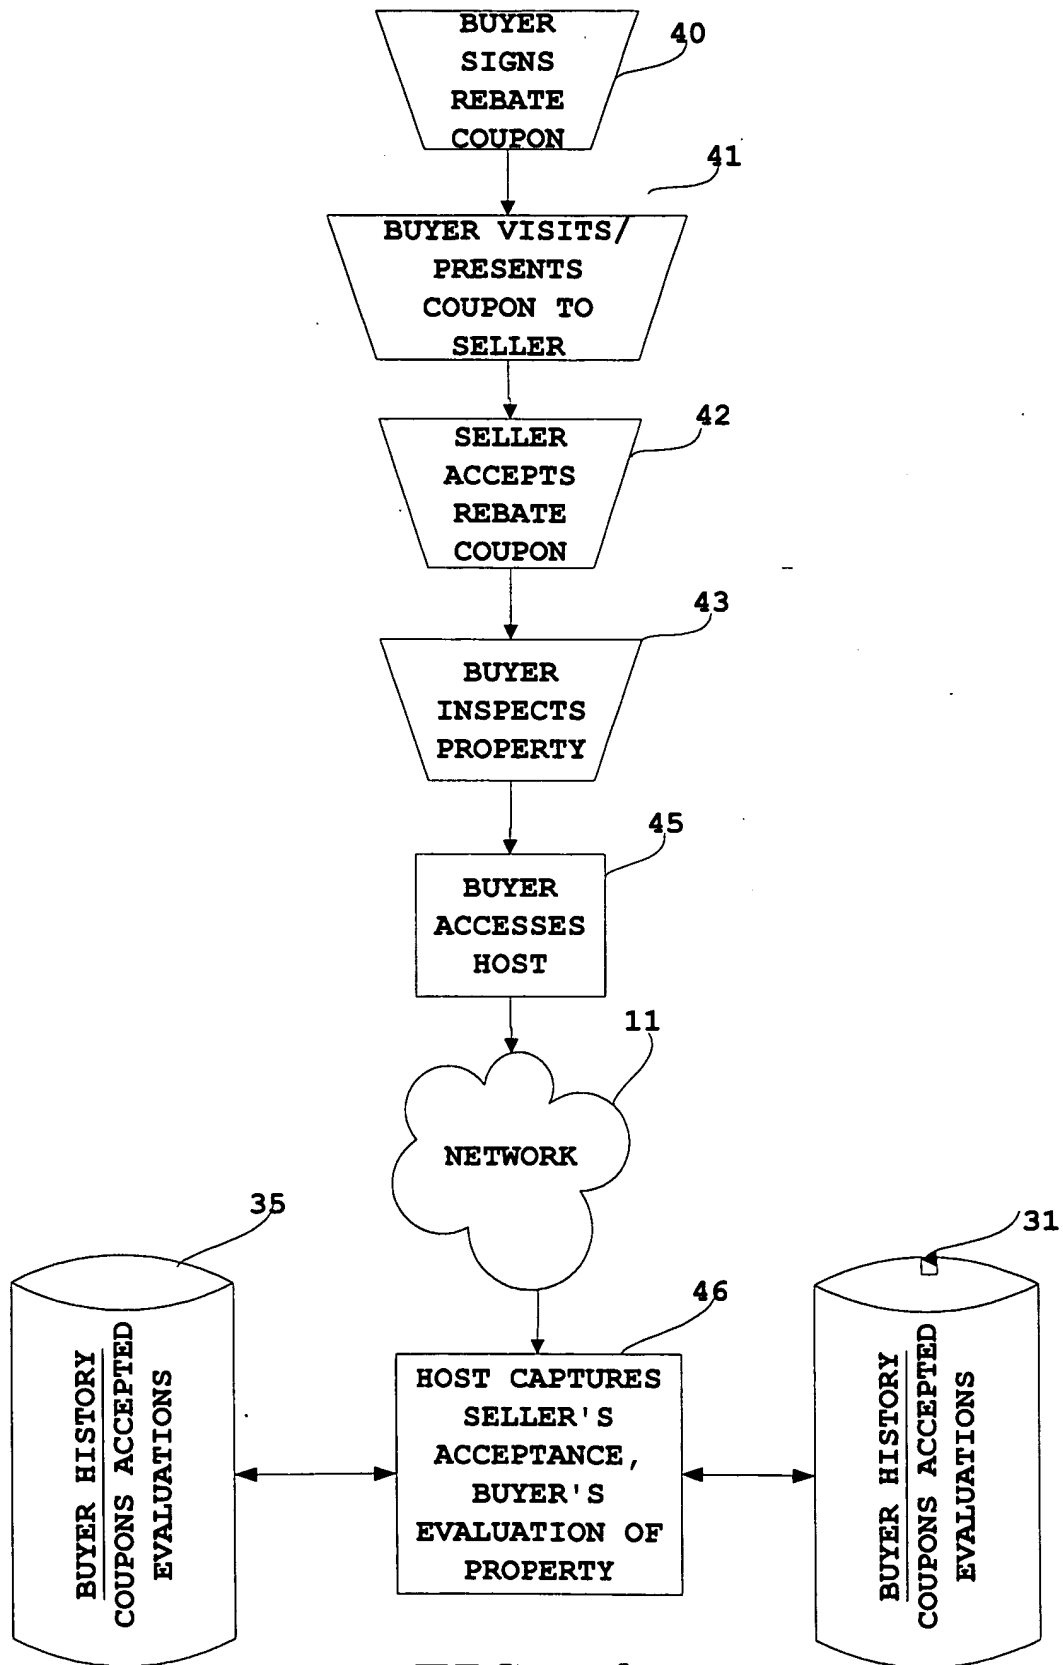 BUYER
SIGNS
REBATE
COUPON
40
41
BUYER VISITS/
PRESENTS
COUPON TO
SELLER
SELLER
ACCEPTS
REBATE
COUPON
42
BUYER
INSPECTS
PROPERTY
43
BUYER
ACCESSES
HOST
45
11
NETWORK
35
31
46
BUYER HISTORY
COUPONS ACCEPTED
EVALUATIONS
HOST CAPTURES
SELLER'S
ACCEPTANCE,
BUYER'S
EVALUATION OF
PROPERTY
BUYER HISTORY
COUPONS ACCEPTED
EVALUATIONS